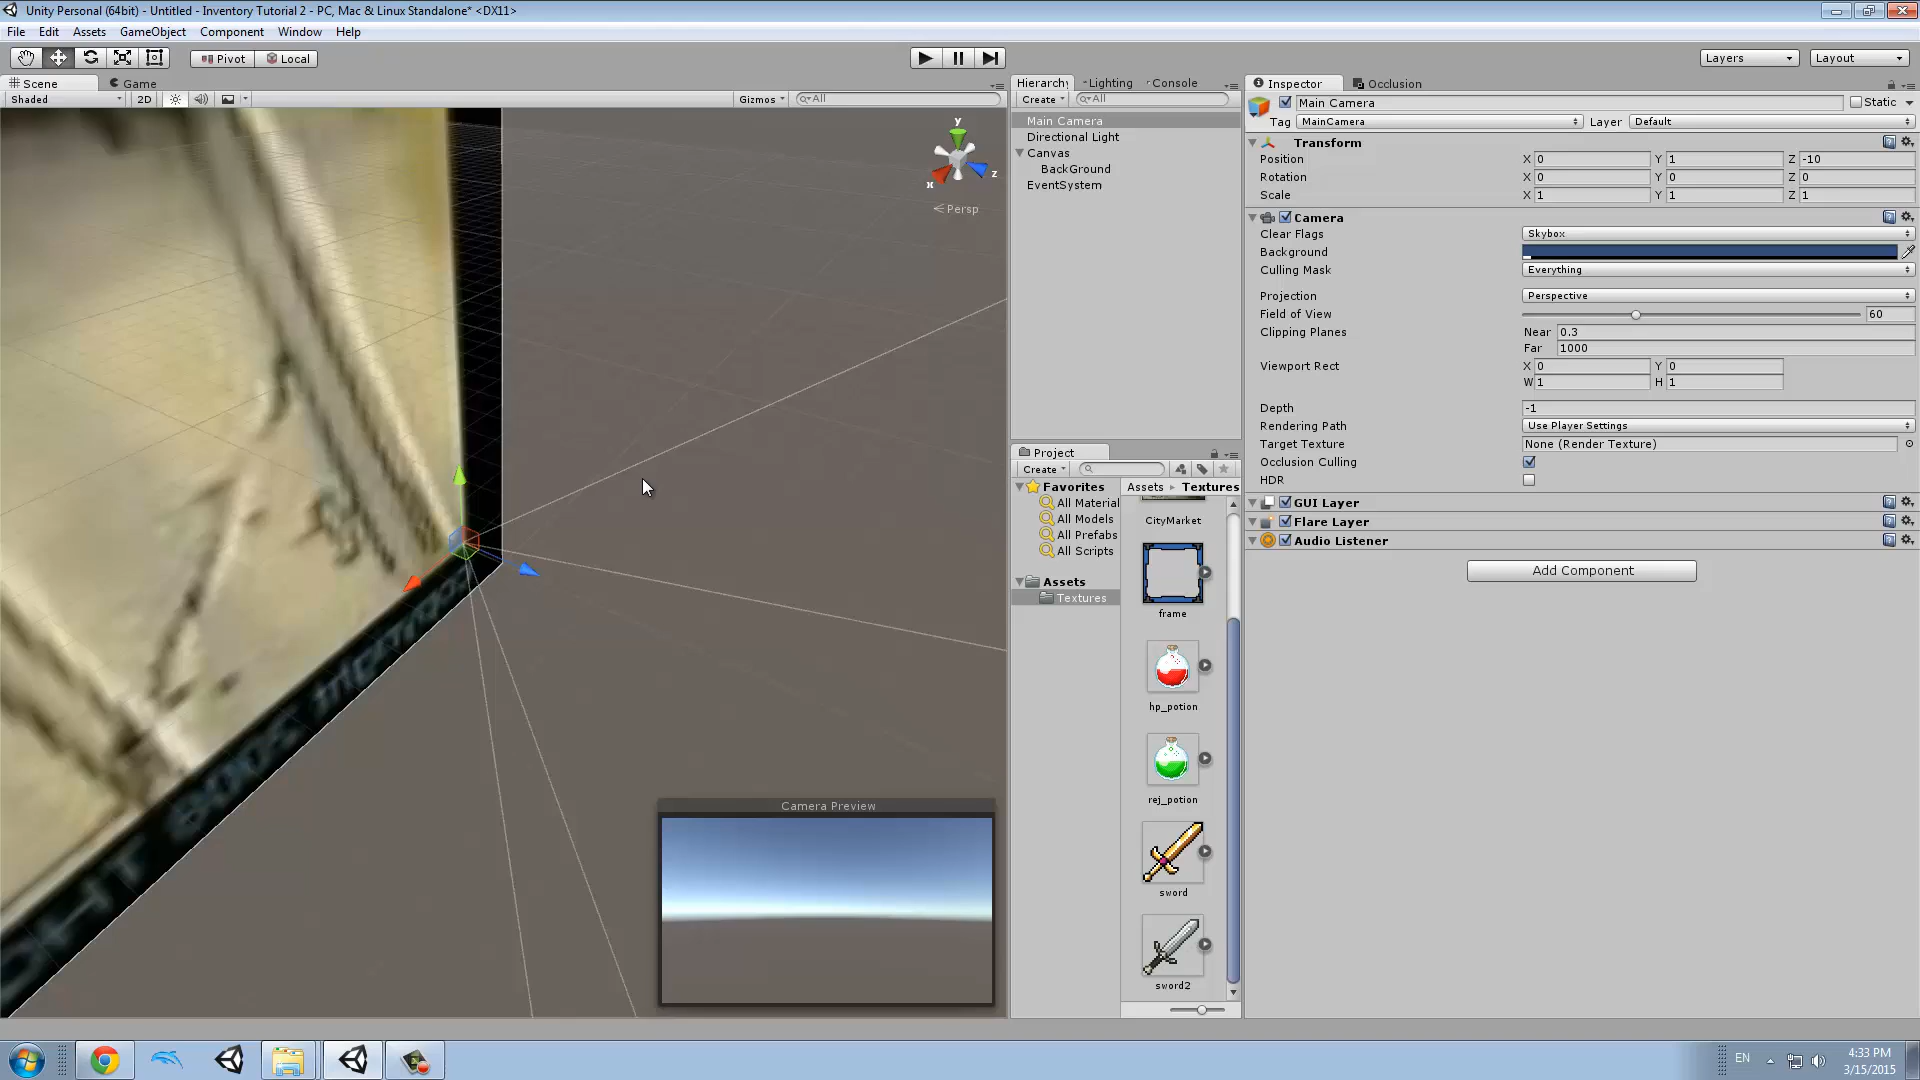 Unity Personal (64bit) - Untitled - Inventory Tutorial 2 - PC, Mac & Linux Standalone* <DX11>
File Edit Assets GameObject Component Window Help
Pivot Local
Layers Layout
Scene Game
Shaded 2D Gizmos All
y
x
z
Persp
Camera Preview
Hierarchy Lighting Console
Create All
Main Camera
Directional Light
Canvas
BackGround
EventSystem
Project
Create
Favorites
All Material
All Models
All Prefabs
All Scripts
Assets
Textures
Assets Textures
CityMarket
frame
hp_potion
rej_potion
sword
sword2
Inspector Occlusion
Main Camera Static
Tag MainCamera Layer Default
Transform
Position X 0 Y 1 Z -10
Rotation X 0 Y 0 Z 0
Scale X 1 Y 1 Z 1
Camera
Clear Flags Skybox
Background
Culling Mask Everything
Projection Perspective
Field of View 60
Clipping Planes Near 0.3
Far 1000
Viewport Rect X 0 Y 0
W 1 H 1
Depth -1
Rendering Path Use Player Settings
Target Texture None (Render Texture)
Occlusion Culling
HDR
GUI Layer
Flare Layer
Audio Listener
Add Component
EN
4:33 PM
3/15/2015